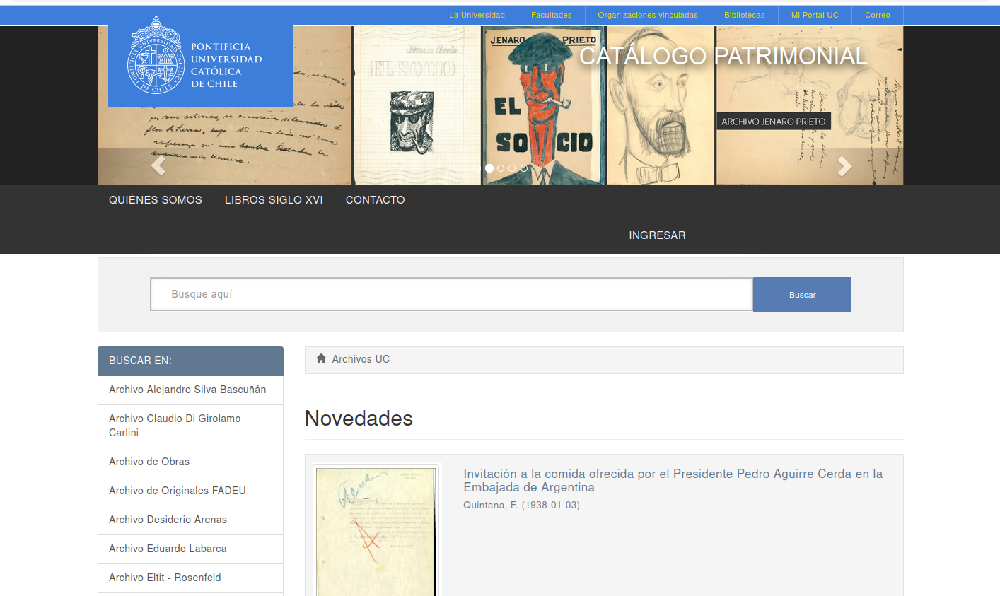 La Universidad
Facultades
Organizaciones vinculadas
Bibliotecas
Mi Portal UC
Correo
PONTIFICIA
UNIVERSIDAD
CATÓLICA
DE CHILE
Jenaro Prieto
EL SOCIO
JENARO PRIETO
EL
SOCIO
CATÁLOGO PATRIMONIAL
ARCHIVO JENARO PRIETO
QUIÉNES SOMOS
LIBROS SIGLO XVI
CONTACTO
INGRESAR
Busque aquí
Buscar
BUSCAR EN:
Archivo Alejandro Silva Bascuñán
Archivo Claudio Di Girolamo
Carlini
Archivo de Obras
Archivo de Originales FADEU
Archivo Desiderio Arenas
Archivo Eduardo Labarca
Archivo Eltit - Rosenfeld
Archivos UC
Novedades
Invitación a la comida ofrecida por el Presidente Pedro Aguirre Cerda en la
Embajada de Argentina
Quintana, F. (1938-01-03)